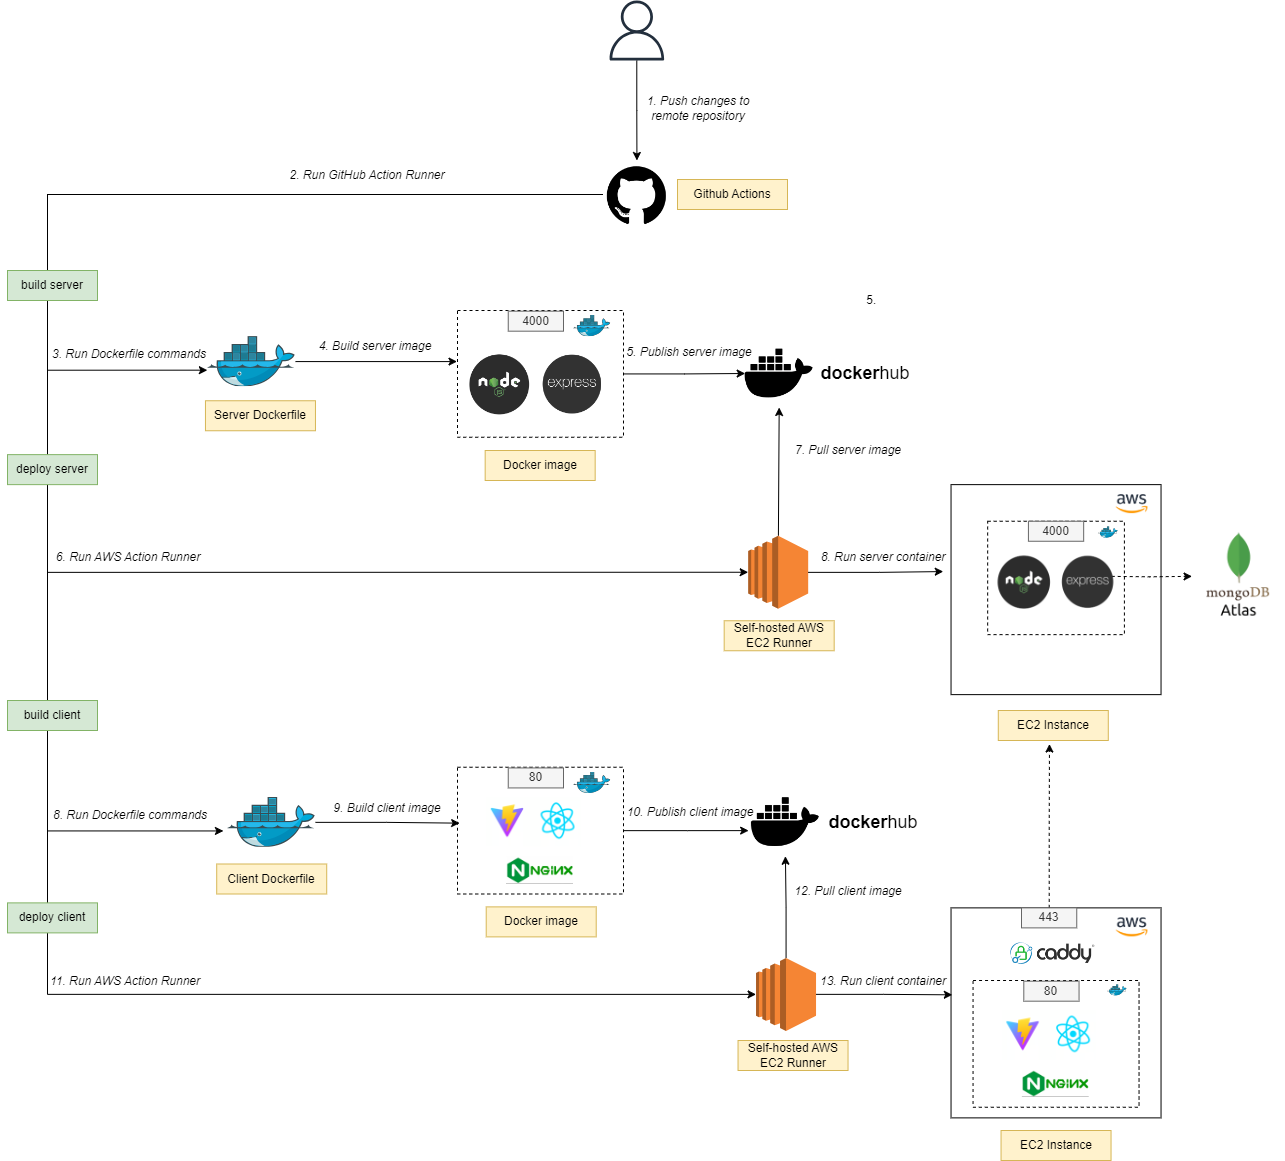 1. Push changes to
remote repository
2. Run GitHub Action Runner
Github Actions
build server
5.
4000
3. Run Dockerfile commands
4. Build server image
5. Publish server image
node
JS
express
dockerhub
Server Dockerfile
7. Pull server image
Docker image
deploy server
aws
4000
6. Run AWS Action Runner
8. Run server container
node
JS
express
mongoDB
Atlas
Self-hosted AWS
EC2 Runner
build client
EC2 Instance
80
8. Run Dockerfile commands
9. Build client image
10. Publish client image
dockerhub
NGINX
Client Dockerfile
12. Pull client image
deploy client
Docker image
443
aws
caddy
11. Run AWS Action Runner
13. Run client container
80
Self-hosted AWS
EC2 Runner
NGINX
EC2 Instance